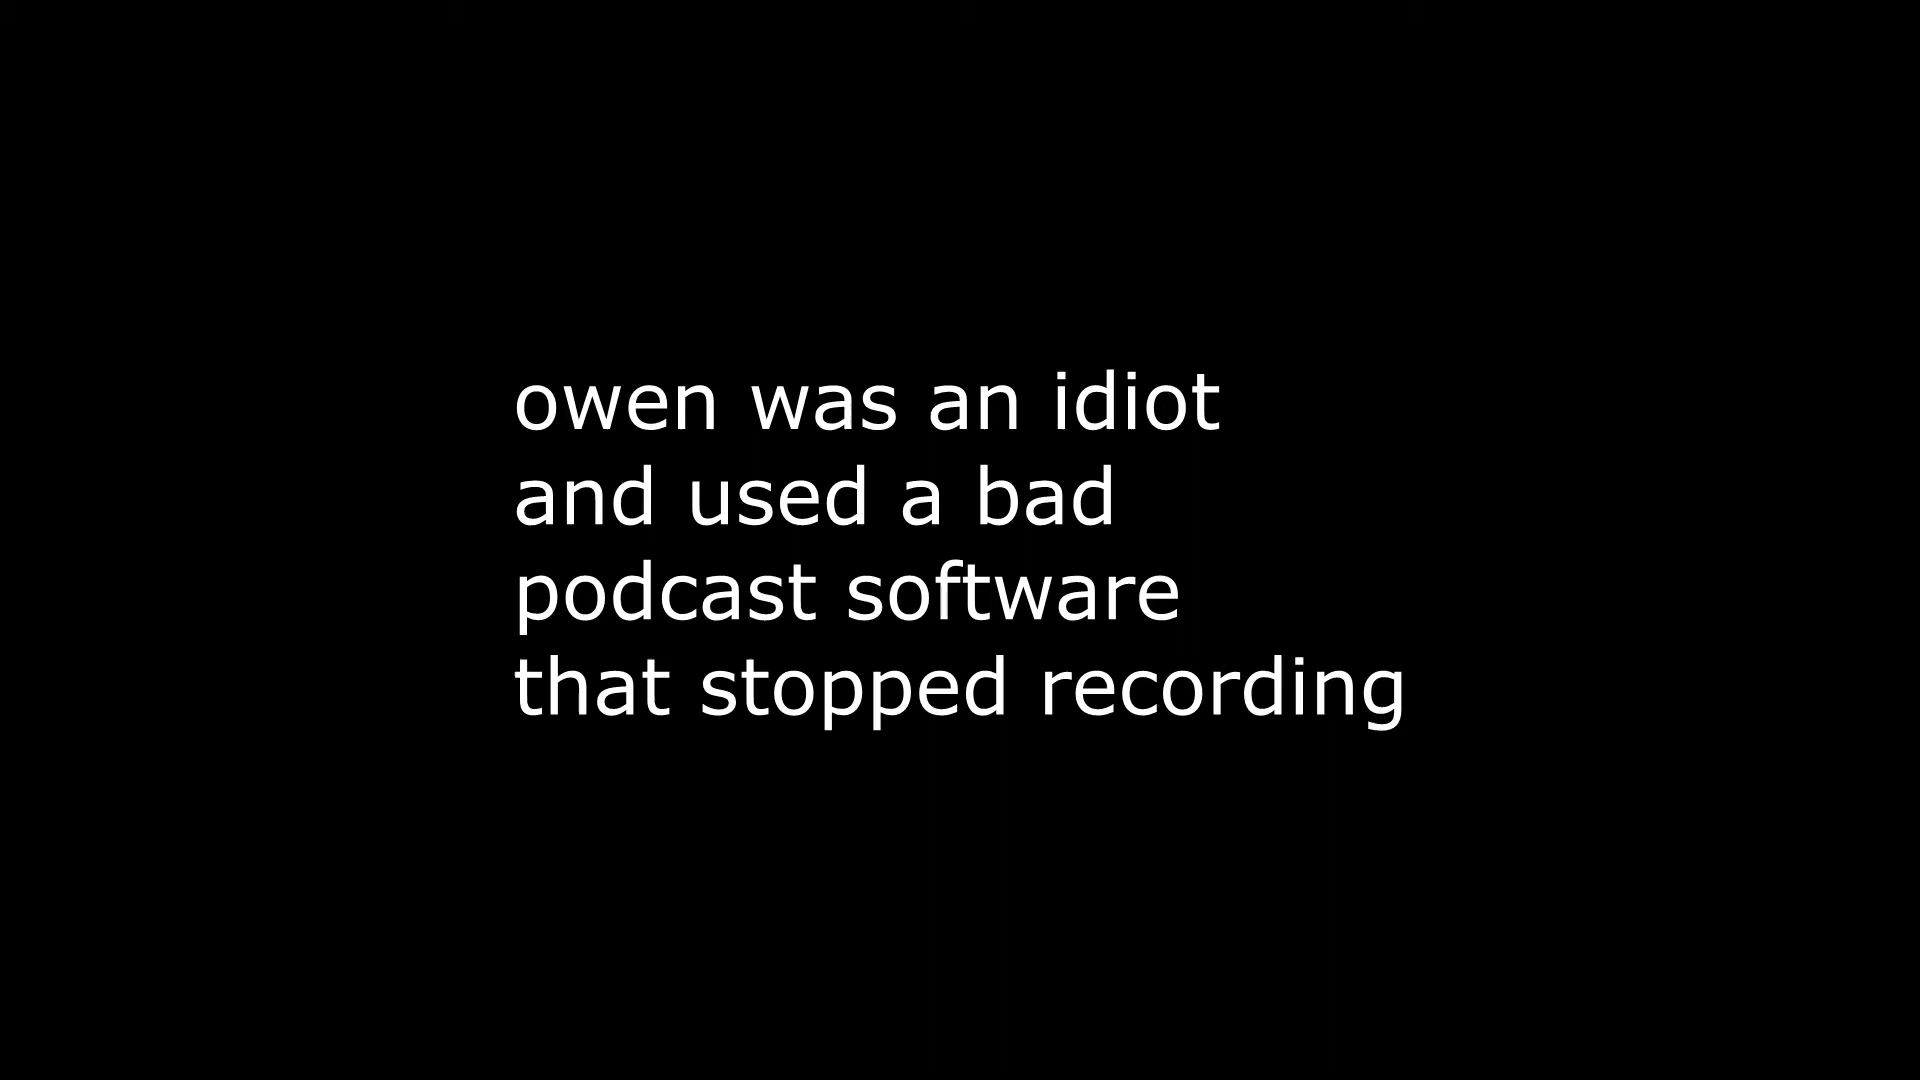 owen was an idiot
and used a bad
podcast software
that stopped recording